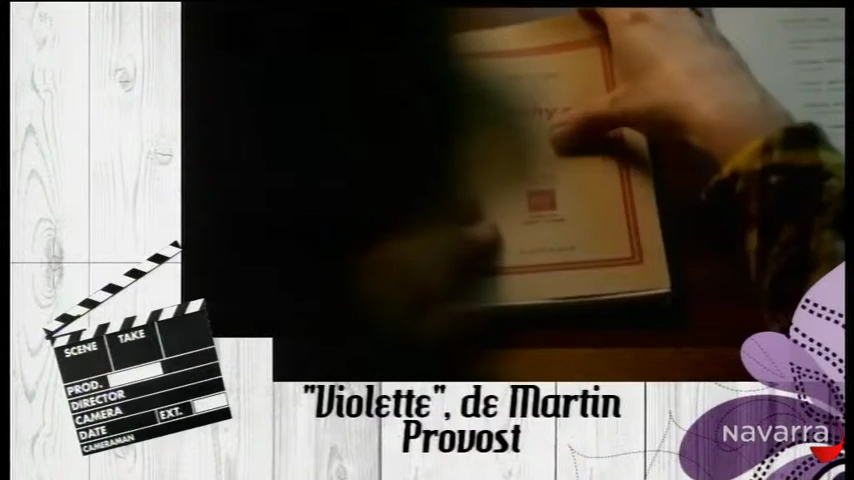 SCENE
TAKE
PROD.
DIRECTOR
CAMERA
EXT.
DATE
CAMERAMAN
"Violette", de Martin
Provost
Navarra